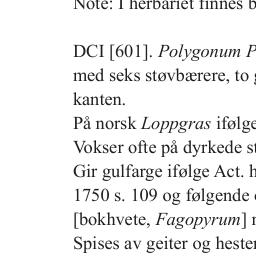 Note: I herbariet finnes
DCI [601]. Polygonum
med seks støvbærere, to
kanten.
På norsk Loppgras ifølge
Vokser ofte på dyrkede
Gir gulfarge ifølge Act.
1750 s. 109 og følgende
[bokhvete, Fagopyrum]
Spises av geiter og hester